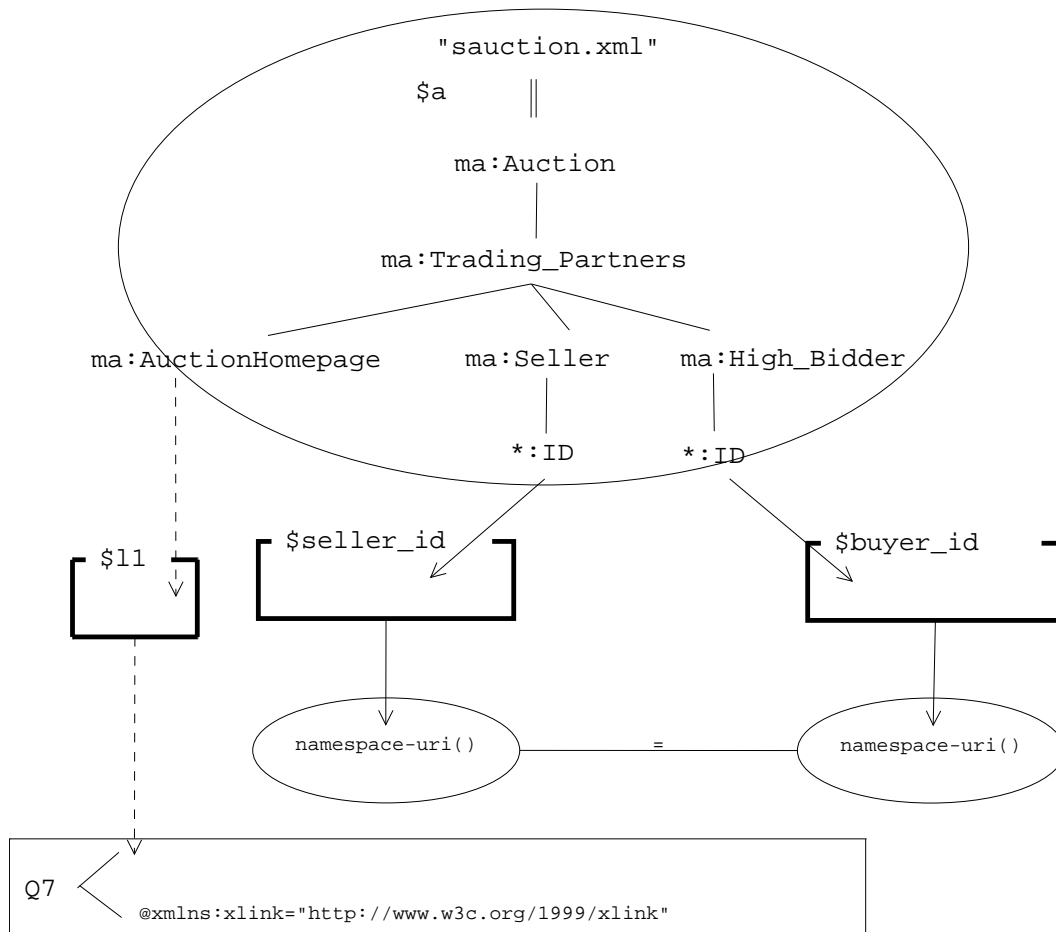 "sauction.xml"
$a
ma:Auction
ma:Trading_Partners
ma:AuctionHomepage ma:Seller ma:High_Bidder
*:ID *:ID
$l1 $seller_id $buyer_id
namespace-uri() = namespace-uri()
Q7
@xmlns:xlink="http://www.w3c.org/1999/xlink"